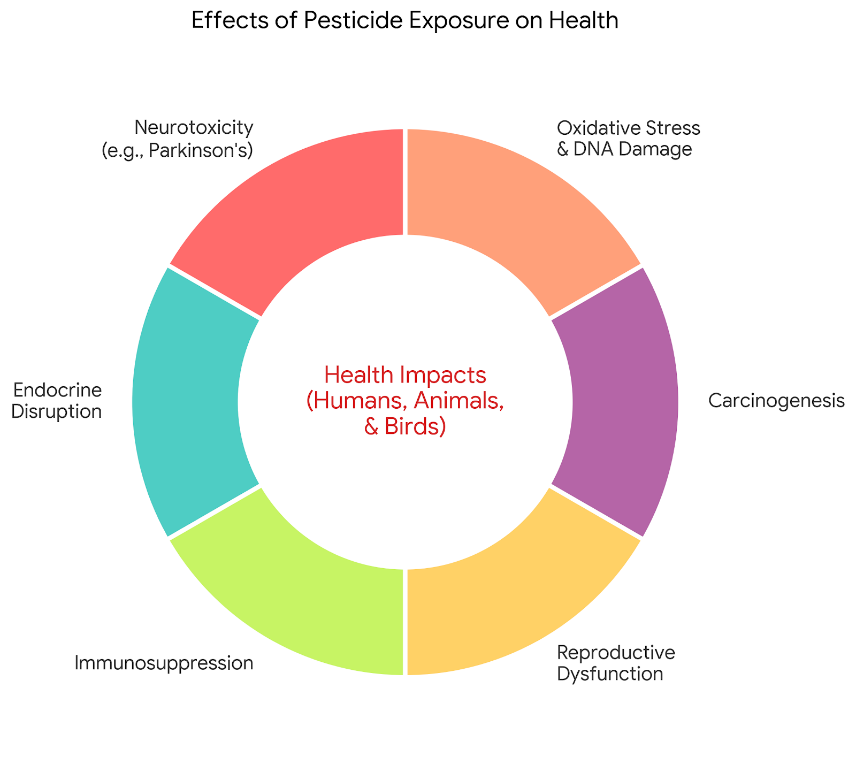 Effects of Pesticide Exposure on Health
Neurotoxicity
(e.g., Parkinson's)
Oxidative Stress
& DNA Damage
Endocrine
Disruption
Health Impacts
(Humans, Animals,
& Birds)
Carcinogenesis
Immunosuppression
Reproductive
Dysfunction